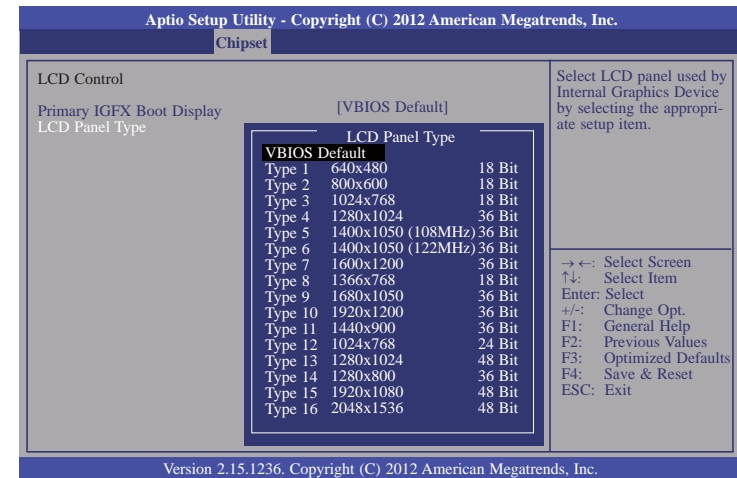 Aptio Setup Utility - Copyright (C) 2012 American Megatrends, Inc.
Chipset
LCD Control
Primary IGFX Boot Display [VBIOS Default]
LCD Panel Type
LCD Panel Type
VBIOS Default
Type 1 640x480 18 Bit
Type 2 800x600 18 Bit
Type 3 1024x768 18 Bit
Type 4 1280x1024 36 Bit
Type 5 1400x1050 (108MHz) 36 Bit
Type 6 1400x1050 (122MHz) 36 Bit
Type 7 1600x1200 36 Bit
Type 8 1366x768 18 Bit
Type 9 1680x1050 36 Bit
Type 10 1920x1200 36 Bit
Type 11 1440x900 36 Bit
Type 12 1024x768 24 Bit
Type 13 1280x1024 48 Bit
Type 14 1280x800 36 Bit
Type 15 1920x1080 48 Bit
Type 16 2048x1536 48 Bit
Select LCD panel used by
Internal Graphics Device
by selecting the appropri-
ate setup item.
→←: Select Screen
↑↓: Select Item
Enter: Select
+/-: Change Opt.
F1: General Help
F2: Previous Values
F3: Optimized Defaults
F4: Save & Reset
ESC: Exit
Version 2.15.1236. Copyright (C) 2012 American Megatrends, Inc.